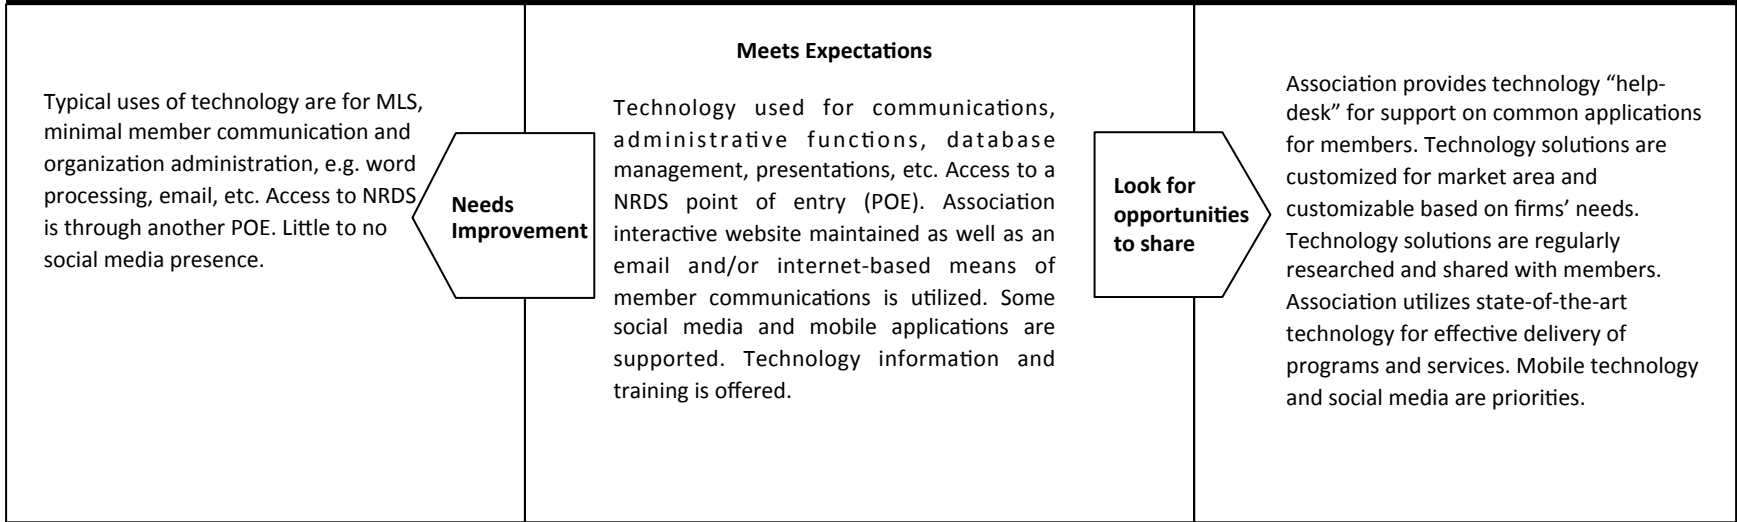 Typical uses of technology are for MLS,
minimal member communication and
organization administration, e.g. word
processing, email, etc. Access to NRDS
is through another POE. Little to no
social media presence.
Needs
Improvement
Meets Expectations
Technology used for communications,
administrative functions, database
management, presentations, etc. Access to a
NRDS point of entry (POE). Association
interactive website maintained as well as an
email and/or internet-based means of
member communications is utilized. Some
social media and mobile applications are
supported. Technology information and
training is offered.
Look for
opportunities
to share
Association provides technology “help-
desk” for support on common applications
for members. Technology solutions are
customized for market area and
customizable based on firms’ needs.
Technology solutions are regularly
researched and shared with members.
Association utilizes state-of-the-art
technology for effective delivery of
programs and services. Mobile technology
and social media are priorities.